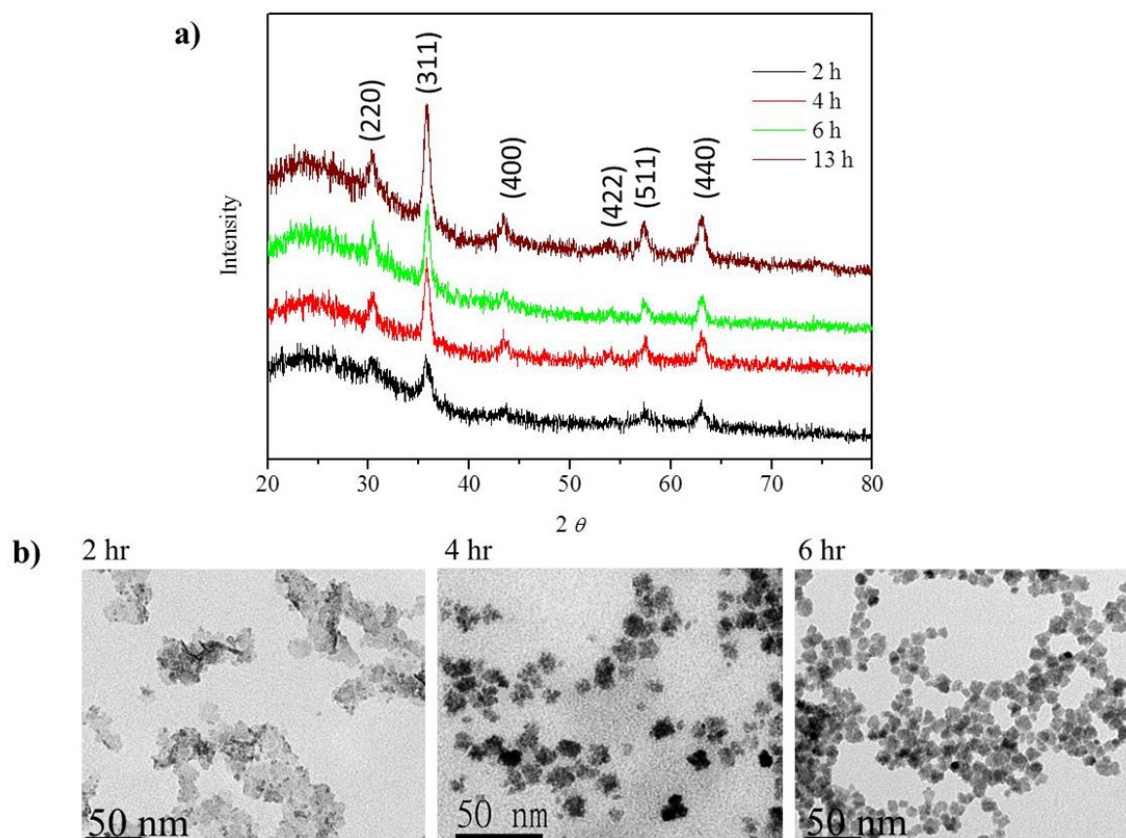 a)
(220)
(311)
(400)
(422)
(511)
(440)
2 h
4 h
6 h
13 h
Intensity
20
30
40
50
60
70
80
2 θ
b)
2 hr
4 hr
6 hr
50 nm
50 nm
50 nm